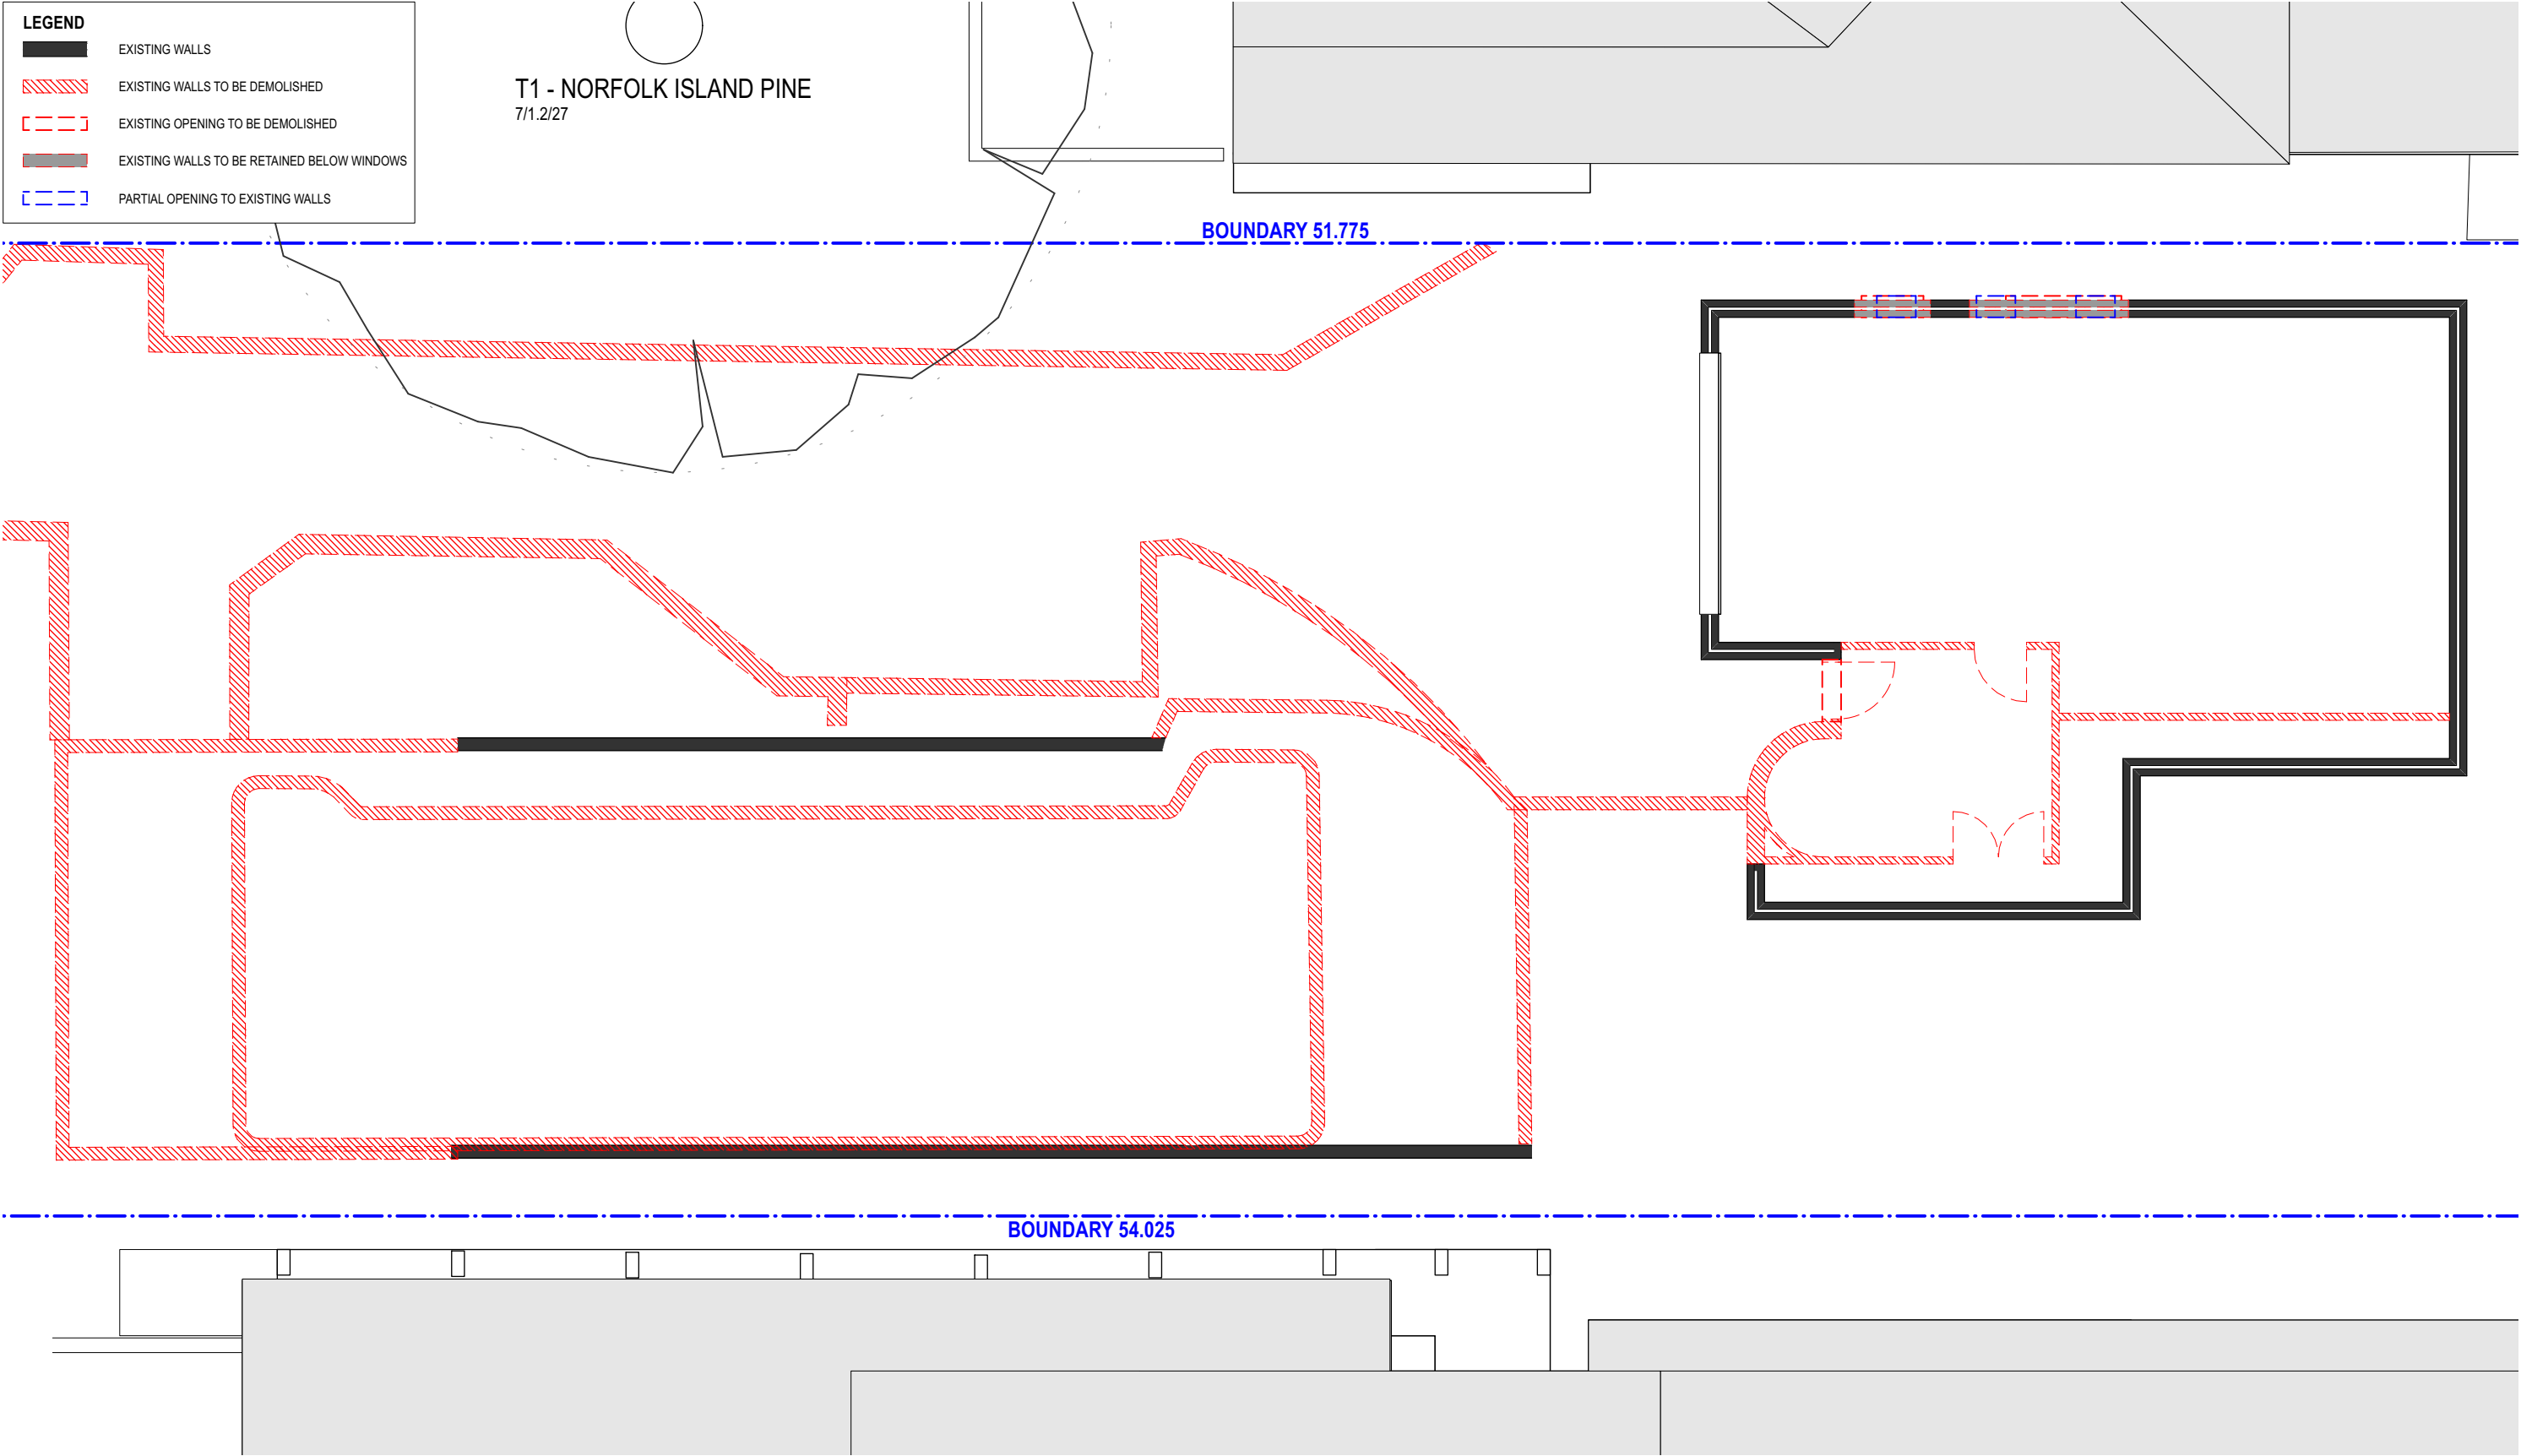 LEGEND
EXISTING WALLS
EXISTING WALLS TO BE DEMOLISHED
EXISTING OPENING TO BE DEMOLISHED
EXISTING WALLS TO BE RETAINED BELOW WINDOWS
PARTIAL OPENING TO EXISTING WALLS
T1 - NORFOLK ISLAND PINE
7/1.2/27
BOUNDARY 51.775
BOUNDARY 54.025